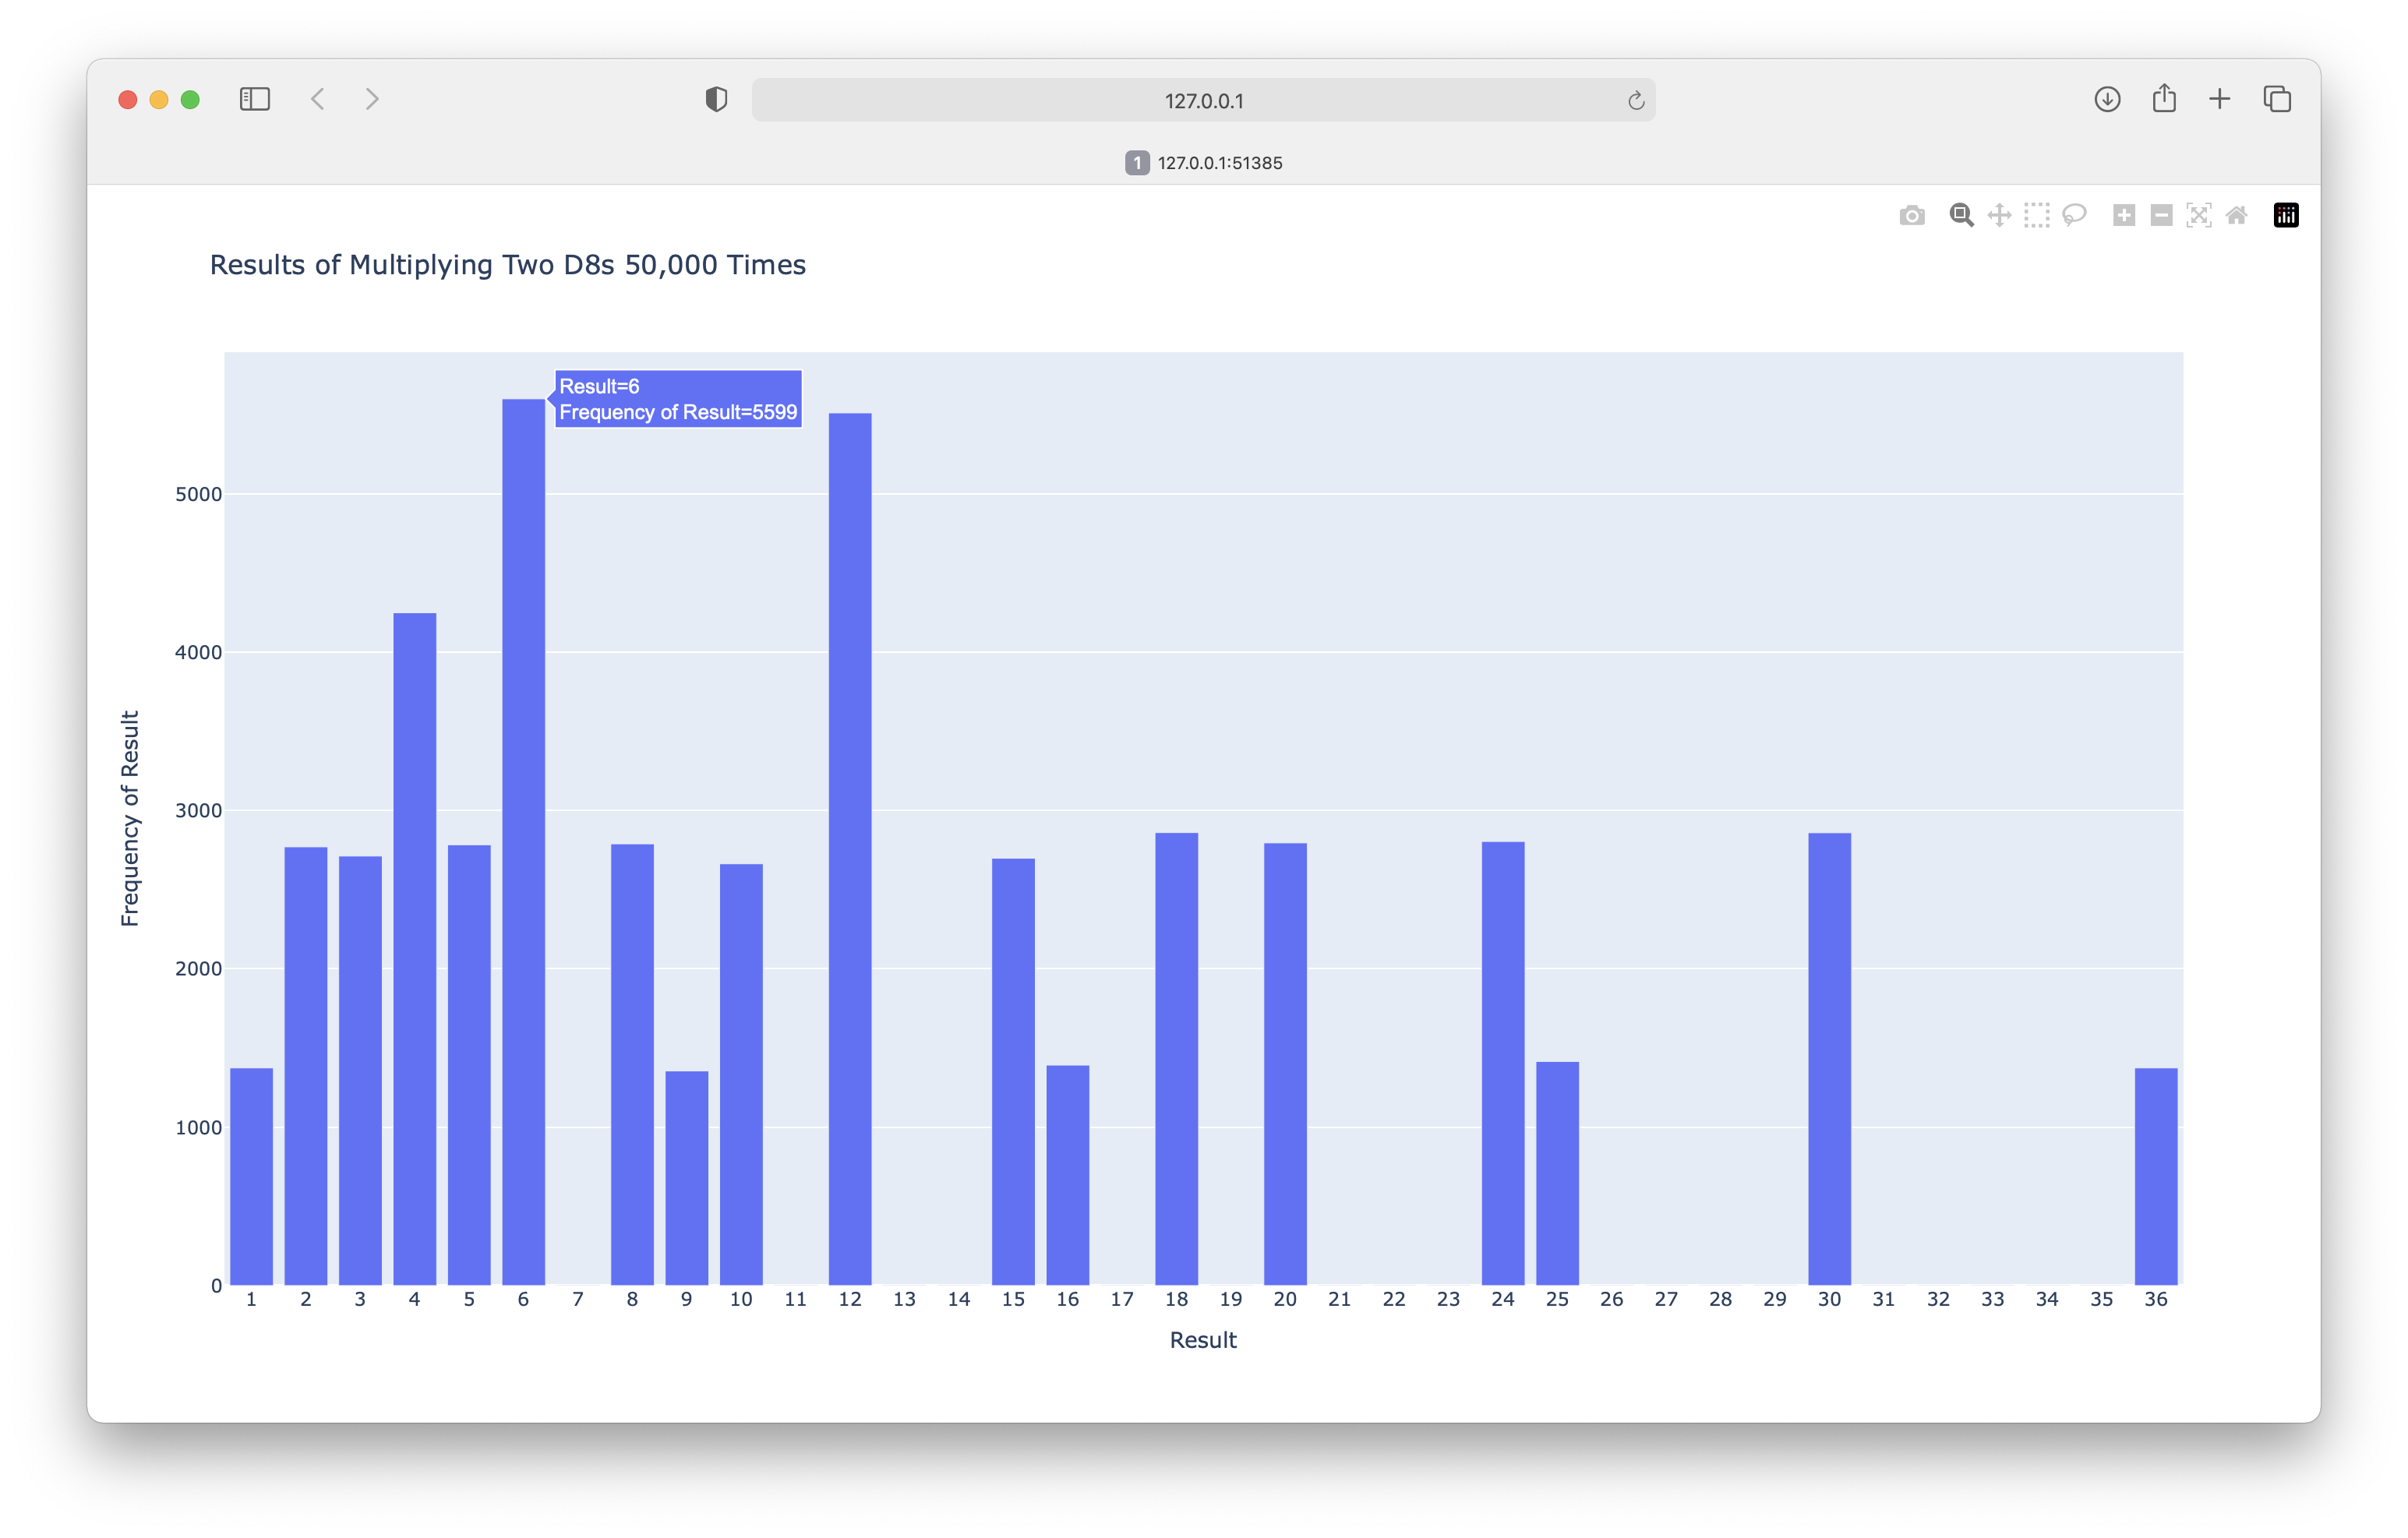 127.0.0.1
1 127.0.0.1:51385
Results of Multiplying Two D8s 50,000 Times
Result=6
Frequency of Result=5599
5000
4000
3000
2000
1000
0
Frequency of Result
1 2 3 4 5 6 7 8 9 10 11 12 13 14 15 16 17 18 19 20 21 22 23 24 25 26 27 28 29 30 31 32 33 34 35 36
Result